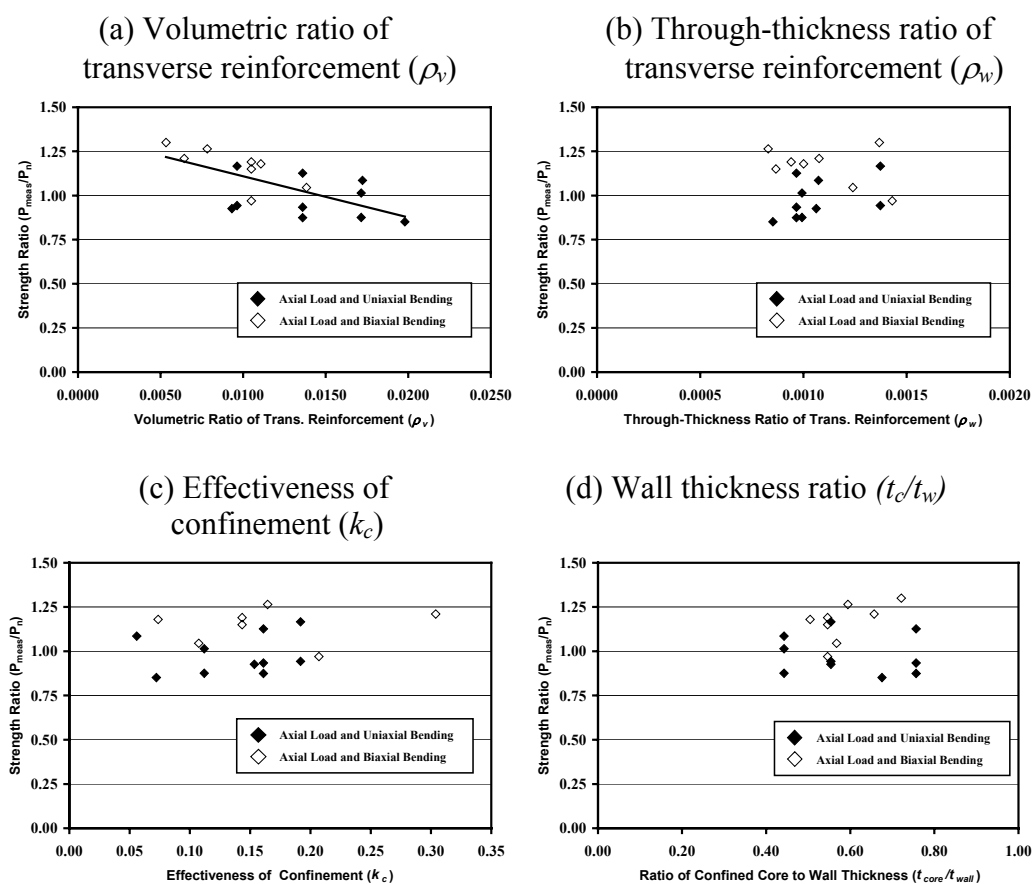 (a) Volumetric ratio of
transverse reinforcement (ρv)
(b) Through-thickness ratio of
transverse reinforcement (ρw)
1.50
1.25
1.00
0.75
0.50
0.25
0.00
Strength Ratio (Pmeas/Pn)
Axial Load and Uniaxial Bending
Axial Load and Biaxial Bending
0.0000 0.0050 0.0100 0.0150 0.0200 0.0250
Volumetric Ratio of Trans. Reinforcement (ρv)
1.50
1.25
1.00
0.75
0.50
0.25
0.00
Strength Ratio (Pmeas/Pn)
Axial Load and Uniaxial Bending
Axial Load and Biaxial Bending
0.0000 0.0005 0.0010 0.0015 0.0020
Through-Thickness Ratio of Trans. Reinforcement (ρw)
(c) Effectiveness of
confinement (kc)
(d) Wall thickness ratio (tc/tw)
1.50
1.25
1.00
0.75
0.50
0.25
0.00
Strength Ratio (Pmeas/Pn)
Axial Load and Uniaxial Bending
Axial Load and Biaxial Bending
0.00 0.05 0.10 0.15 0.20 0.25 0.30 0.35
Effectiveness of Confinement (kc)
1.50
1.25
1.00
0.75
0.50
0.25
0.00
Strength Ratio (Pmeas/Pn)
Axial Load and Uniaxial Bending
Axial Load and Biaxial Bending
0.00 0.20 0.40 0.60 0.80 1.00
Ratio of Confined Core to Wall Thickness (tcore/twall)